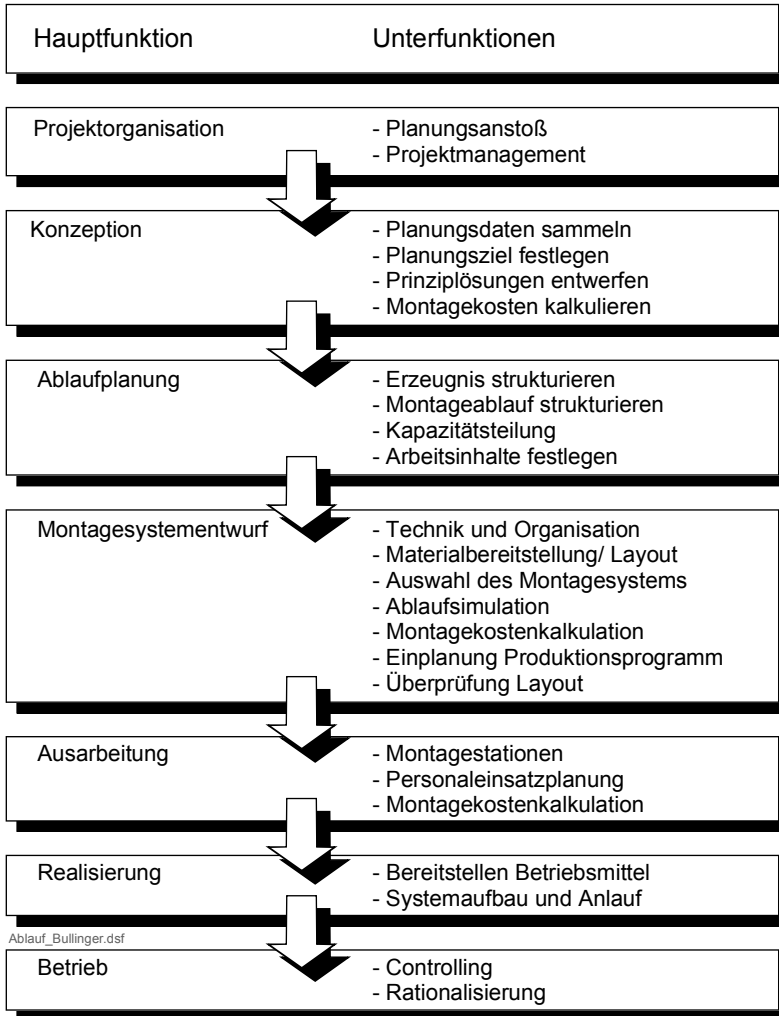 Hauptfunktion Unterfunktionen
Projektorganisation - Planungsanstoß
- Projektmanagement
Konzeption - Planungsdaten sammeln
- Planungsziel festlegen
- Prinziplösungen entwerfen
- Montagekosten kalkulieren
Ablaufplanung - Erzeugnis strukturieren
- Montageablauf strukturieren
- Kapazitätsteilung
- Arbeitsinhalte festlegen
Montagesystementwurf - Technik und Organisation
- Materialbereitstellung/ Layout
- Auswahl des Montagesystems
- Ablaufsimulation
- Montagekostenkalkulation
- Einplanung Produktionsprogramm
- Überprüfung Layout
Ausarbeitung - Montagestationen
- Personaleinsatzplanung
- Montagekostenkalkulation
Realisierung - Bereitstellen Betriebsmittel
- Systemaufbau und Anlauf
Ablauf_Bullinger.dsf
Betrieb - Controlling
- Rationalisierung